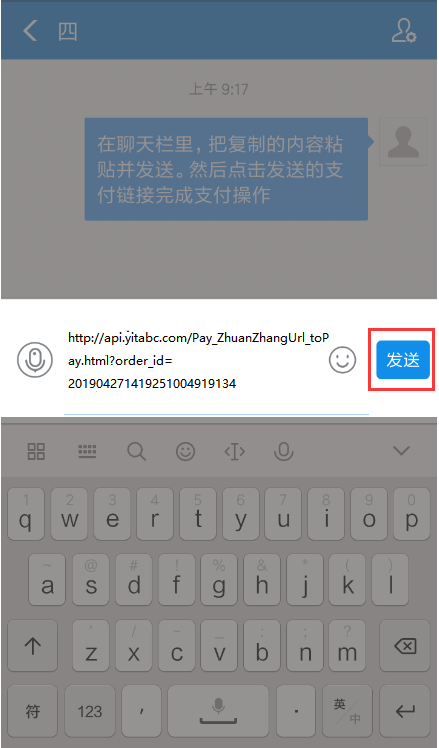 四
上午 9:17
在聊天栏里，把复制的内容粘
贴并发送。然后点击发送的支
付链接完成支付操作
http://api.yitabc.com/Pay_ZhuanZhangUrl_toP
ay.html?order_id=
201904271419251004919134
发送
1 2 3 4 5 6 7 8 9 0
q w e r t y u i o p
~ @ # ! % & * ( )
a s d f g h j k l
' / - _ : ; ?
z x c v b n m
符 123 , . 英/中